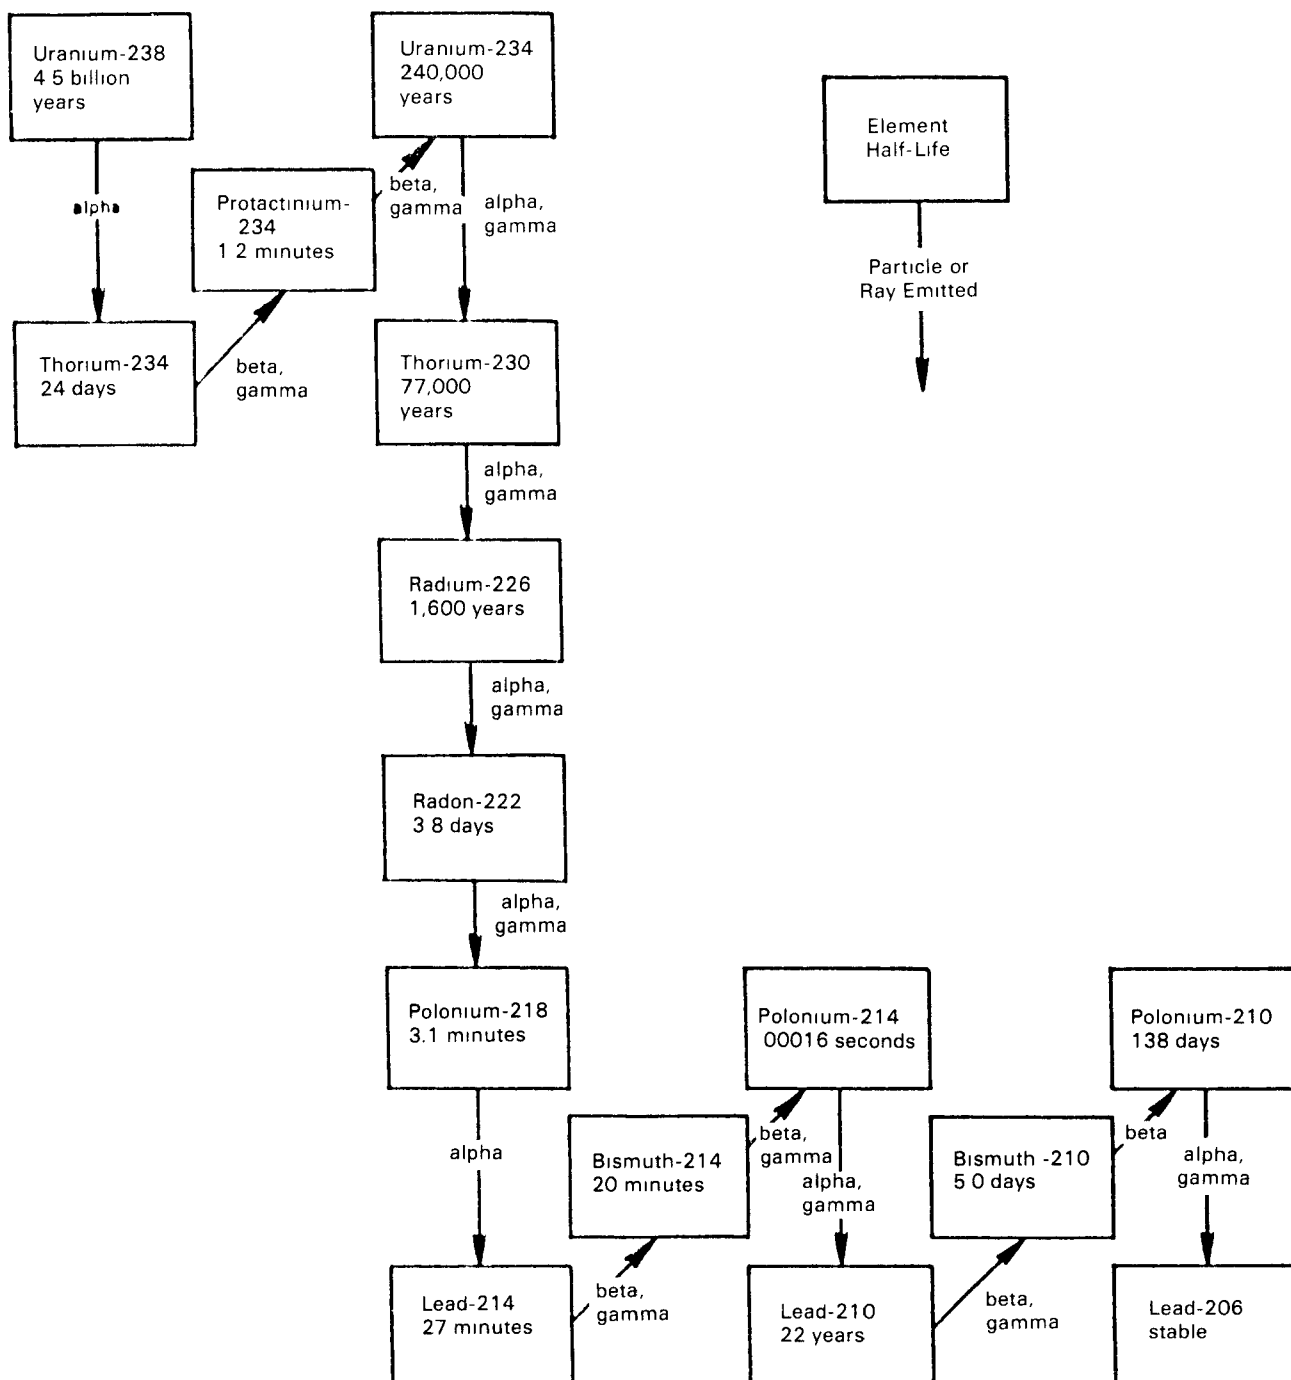 Uranium-238
4 5 billion
years
alpha
Thorium-234
24 days
beta,
gamma
Protactinium-
234
1 2 minutes
beta,
gamma
Uranium-234
240,000
years
alpha,
gamma
Thorium-230
77,000
years
alpha,
gamma
Radium-226
1,600 years
alpha,
gamma
Radon-222
3 8 days
alpha,
gamma
Polonium-218
3.1 minutes
alpha
Lead-214
27 minutes
beta,
gamma
Bismuth-214
20 minutes
beta,
gamma
Polonium-214
00016 seconds
alpha,
gamma
Lead-210
22 years
beta,
gamma
Bismuth -210
5 0 days
beta
Polonium-210
138 days
alpha,
gamma
Lead-206
stable
Element
Half-Life
Particle or
Ray Emitted